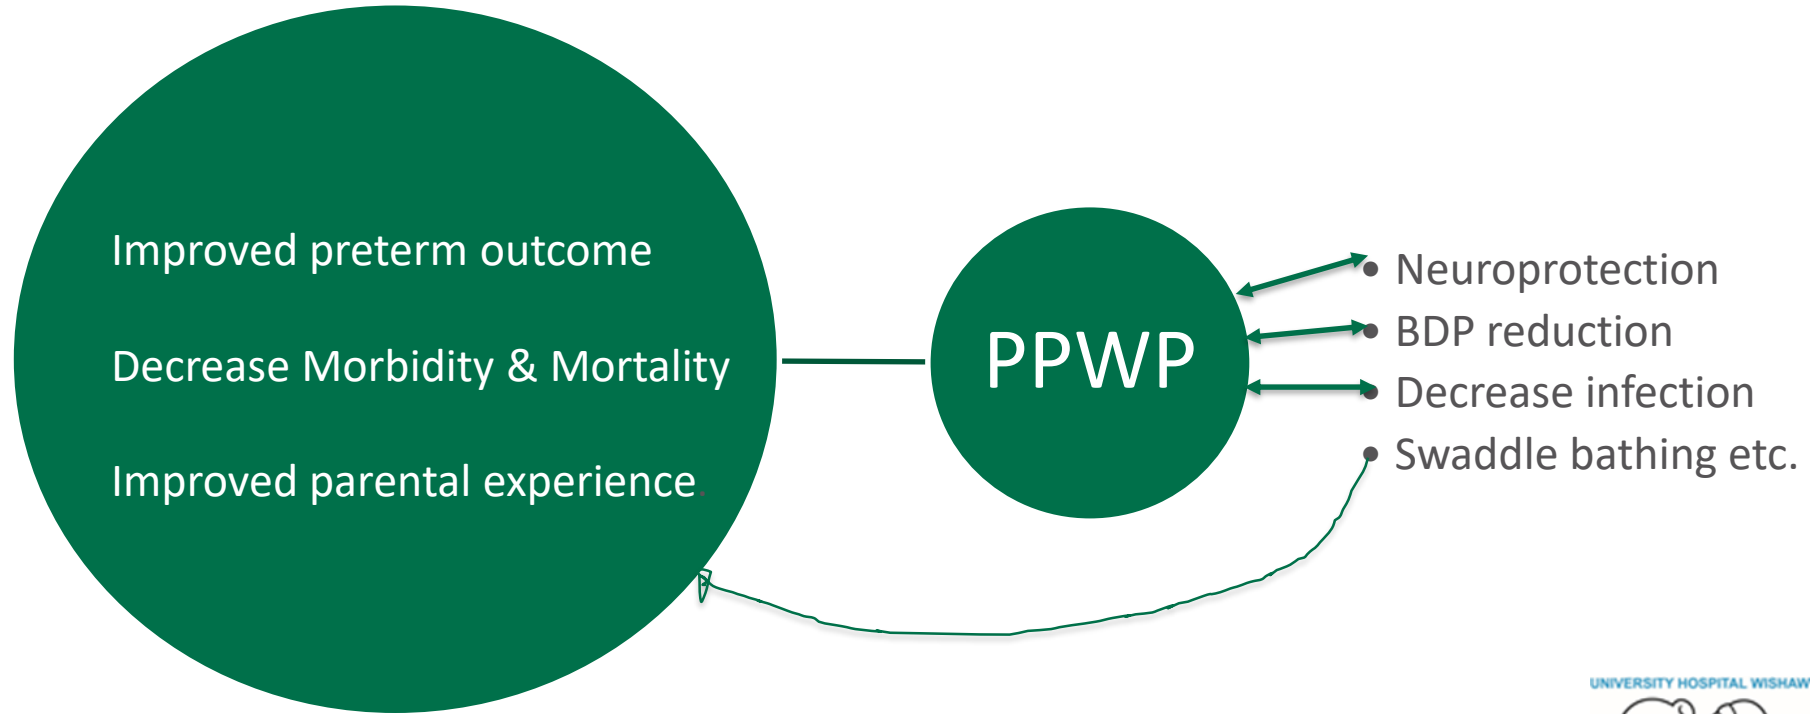 Improved preterm outcome
Decrease Morbidity & Mortality
Improved parental experience.
PPWP
• Neuroprotection
• BDP reduction
• Decrease infection
• Swaddle bathing etc.
UNIVERSITY HOSPITAL WISHAW